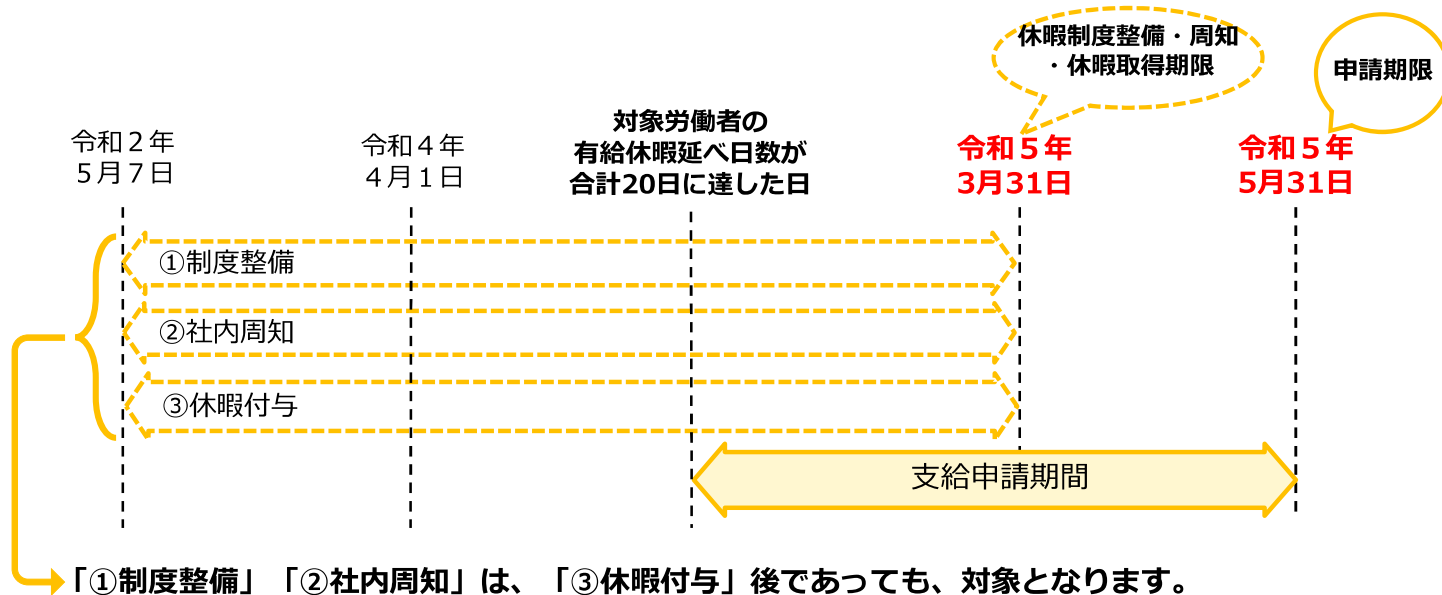 休暇制度整備・周知
・休暇取得期限
申請期限
令和２年
５月７日
令和４年
４月１日
対象労働者の
有給休暇延べ日数が
合計20日に達した日
令和５年
3月31日
令和５年
5月31日
①制度整備
②社内周知
③休暇付与
支給申請期間
「①制度整備」「②社内周知」は、「③休暇付与」後であっても、対象となります。